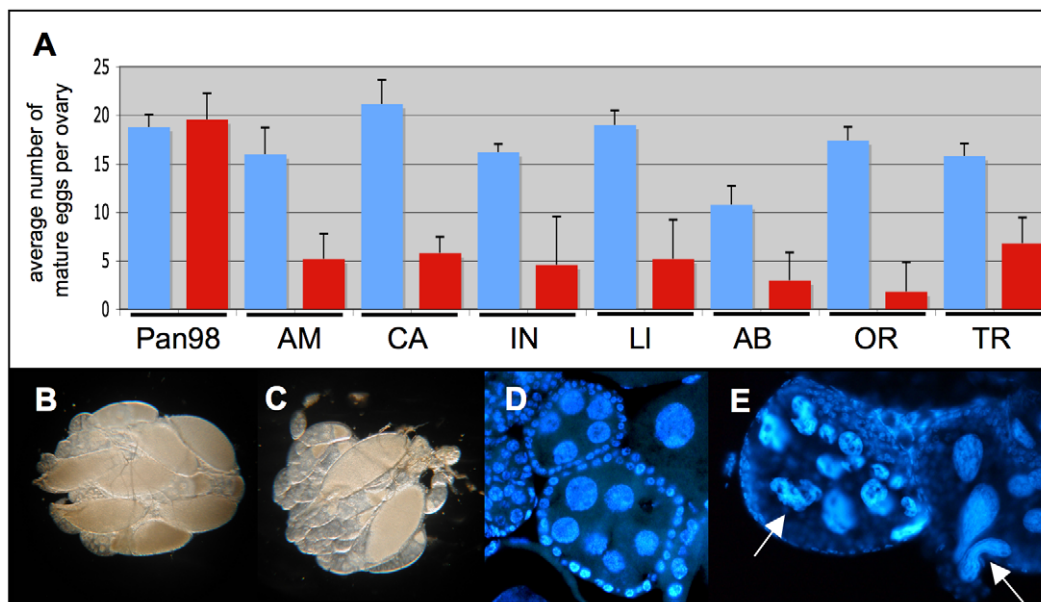 A
average number of
mature eggs per ovary
25
20
15
10
5
0
Pan98 AM CA IN LI AB OR TR
B C D E